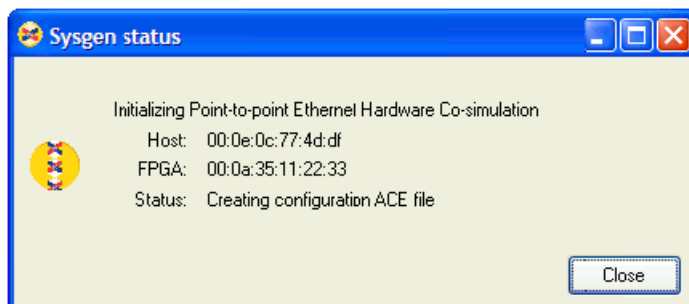 Sysgen status
Initializing Point-to-point Ethernet Hardware Co-simulation
Host: 00:0e:0c:77:4d:df
FPGA: 00:0a:35:11:22:33
Status: Creating configuration ACE file
Close